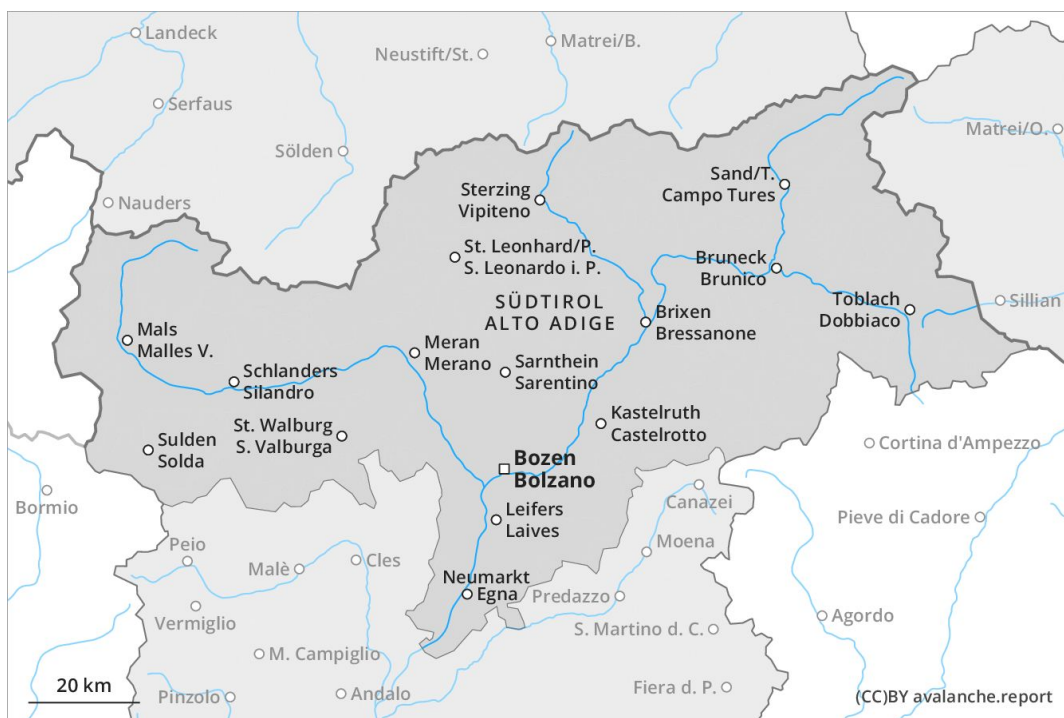 Landeck
Neustift/St.
Matrei/B.
Serfaus
Matrei/O.
Sölden
Sand/T.
Campo Tures
Sterzing
Vipiteno
Nauders
St. Leonhard/P.
S. Leonardo i. P.
Bruneck
Brunico
SÜDTIROL
ALTO ADIGE
Toblach
Dobbiaco
Sillian
Brixen
Bressanone
Mals
Malles V.
Meran
Merano
Sarnthein
Sarentino
Schlanders
Silandro
Kastelruth
Castelrotto
St. Walburg
S. Valburga
Sulden
Solda
Cortina d'Ampezzo
Bozen
Bolzano
Bormio
Canazei
Leifers
Laives
Pieve di Cadore
Peio
Cles
Moena
Malè
Neumarkt
Egna
Predazzo
Vermiglio
Agordo
S. Martino d. C.
M. Campiglio
20 km
Pinzolo
Andalo
Fiera d. P.
(CC)BY avalanche.report